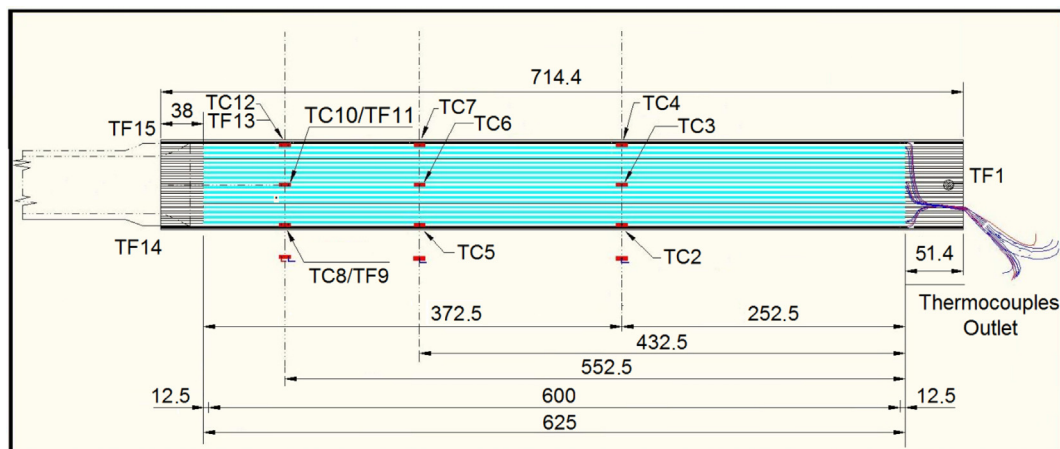 714.4
38
TC12
TF13
TC10/TF11
TC7
TC6
TC4
TC3
TF15
TF1
TF14
TC8/TF9
TC5
TC2
51.4
Thermocouples
Outlet
372.5
252.5
432.5
552.5
12.5
600
12.5
625